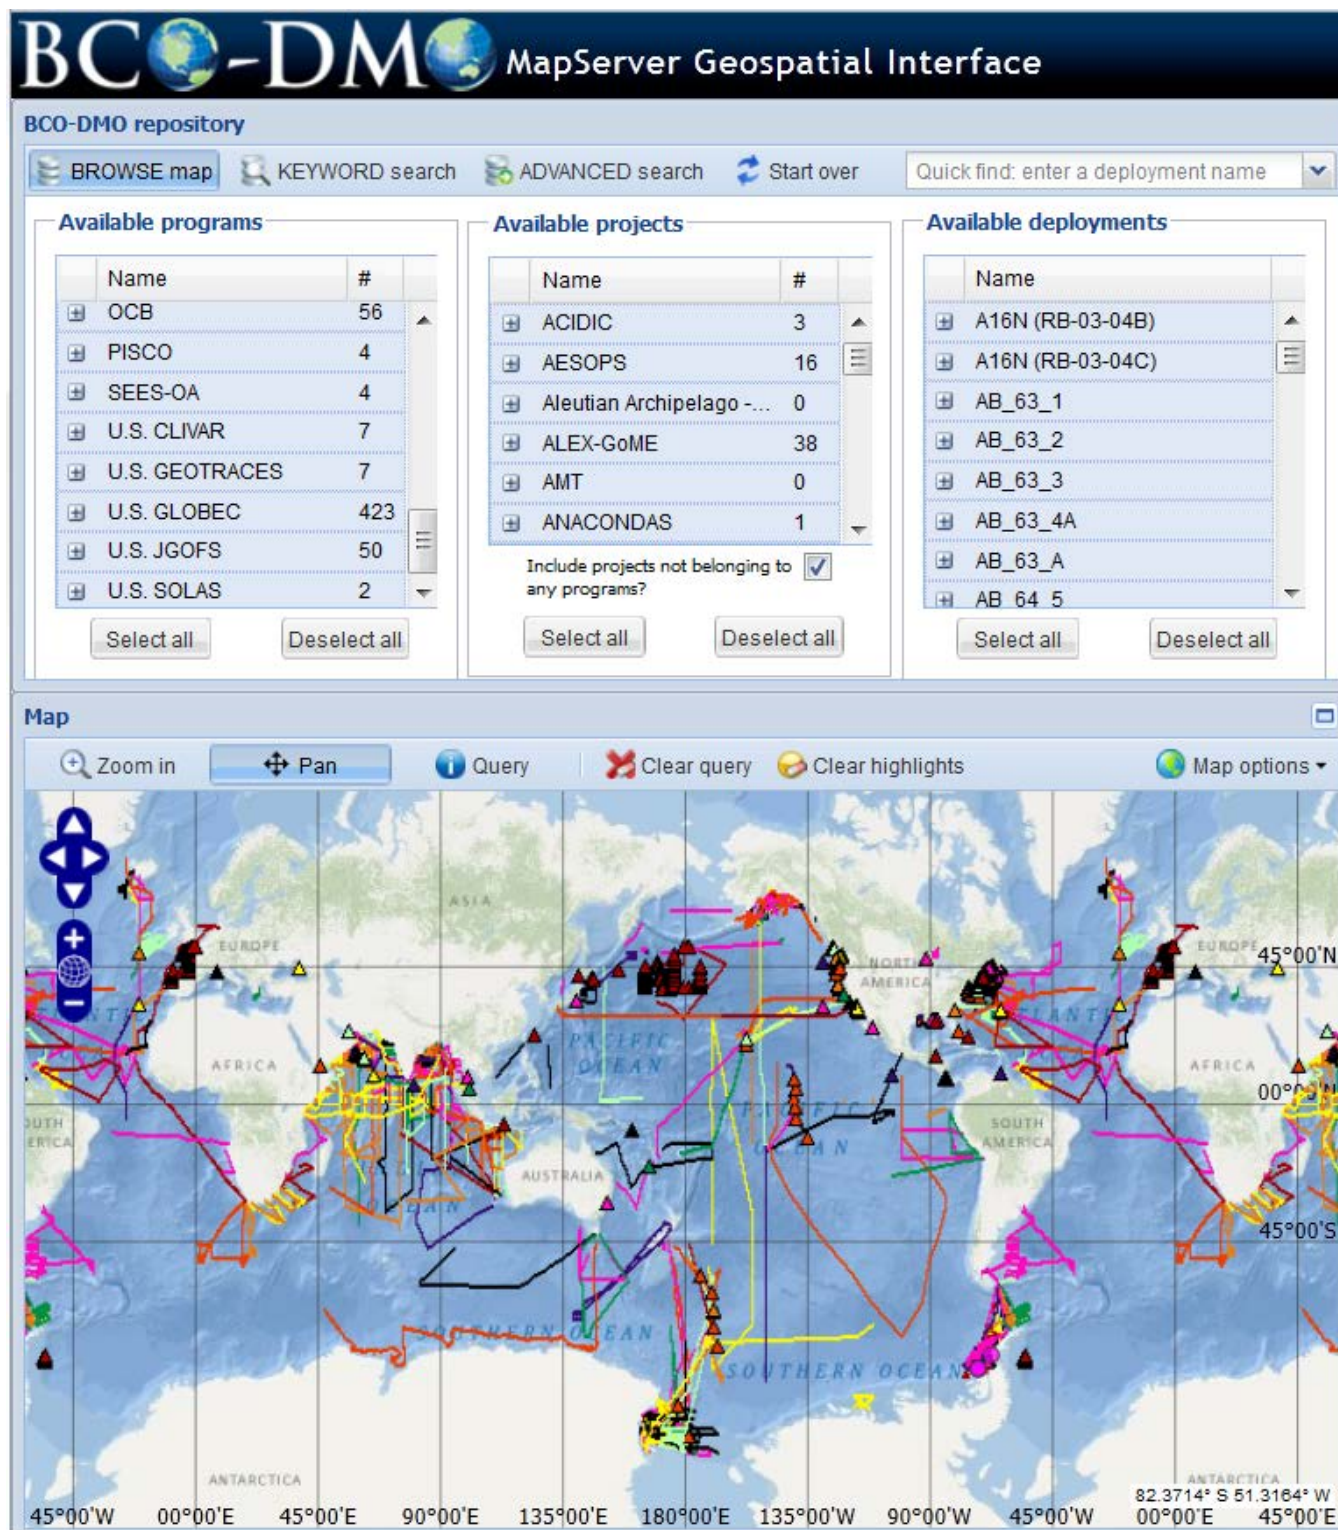 BCO-DMO MapServer Geospatial Interface
BCO-DMO repository
BROWSE map KEYWORD search ADVANCED search Start over Quick find: enter a deployment name
Available programs
Name #
OCB 56
PISCO 4
SEES-OA 4
U.S. CLIVAR 7
U.S. GEOTRACES 7
U.S. GLOBEC 423
U.S. JGOFS 50
U.S. SOLAS 2
Select all Deselect all
Available projects
Name #
ACIDIC 3
AESOPS 16
Aleutian Archipelago -... 0
ALEX-GoME 38
AMT 0
ANACONDAS 1
Include projects not belonging to
any programs?
Select all Deselect all
Available deployments
Name
A16N (RB-03-04B)
A16N (RB-03-04C)
AB_63_1
AB_63_2
AB_63_3
AB_63_4A
AB_63_A
AB_64_5
Select all Deselect all
Map
Zoom in Pan Query Clear query Clear highlights Map options
ASIA
EUROPE EUROPE
45°00'N
NORTH
AMERICA
PACIFIC
OCEAN
AFRICA AFRICA
00°00'N
PACIFIC
OCEAN
SOUTH
AMERICA
AUSTRALIA
OCEAN
45°00'S
SOUTHERN OCEAN
SOUTHERN OCEAN
ANTARCTICA ANTARCTICA
82.3714° S 51.3164° W
45°00'W 00°00'E 45°00'E 90°00'E 135°00'E 180°00'E 135°00'W 90°00'W 45°00'W 00°00'E 45°00'E